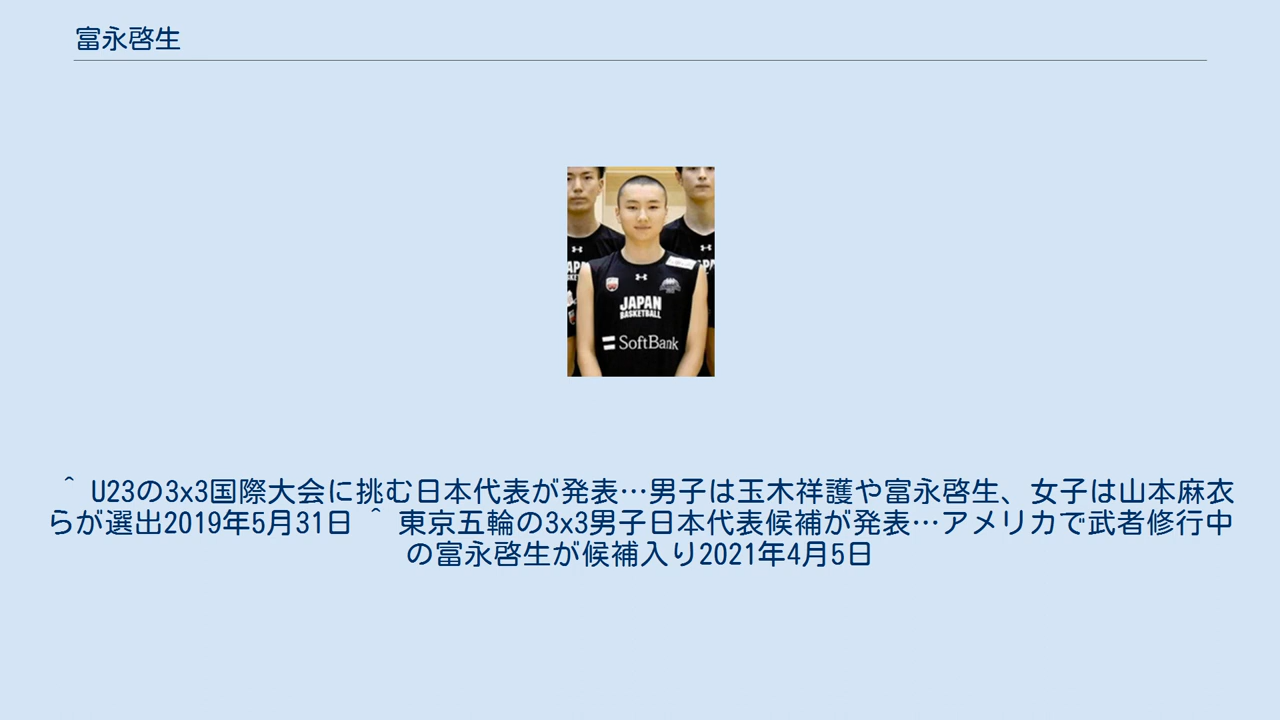 富永啓生
JAPAN
BASKETBALL
SoftBank
^ U23の3x3国際大会に挑む日本代表が発表…男子は玉木祥護や富永啓生、女子は山本麻衣
らが選出2019年5月31日 ^ 東京五輪の3x3男子日本代表候補が発表…アメリカで武者修行中
の富永啓生が候補入り2021年4月5日